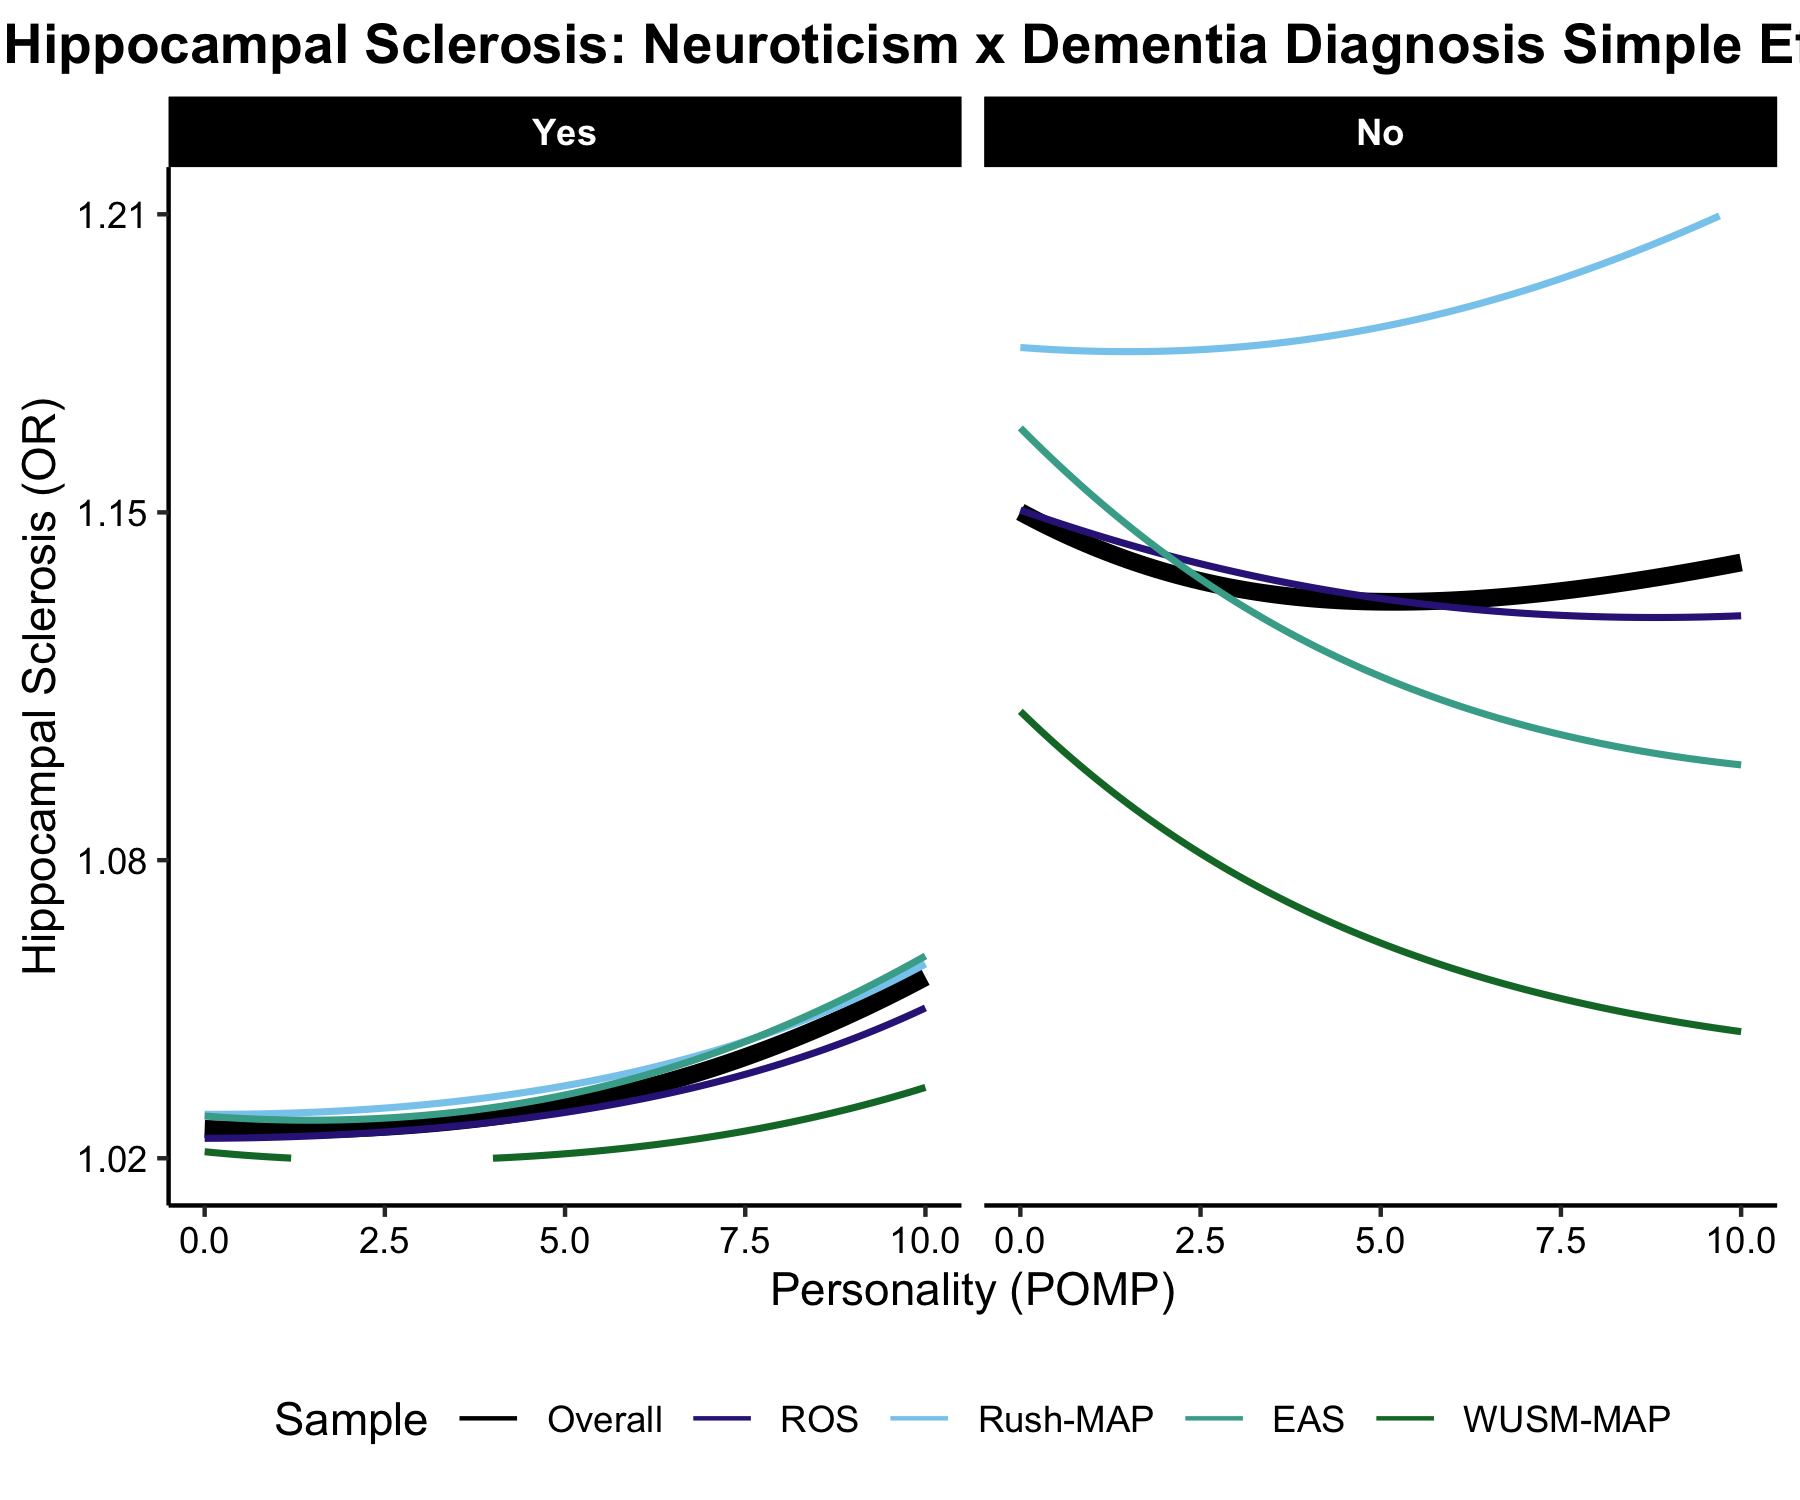 Hippocampal Sclerosis: Neuroticism x Dementia Diagnosis Simple
Yes
No
Hippocampal Sclerosis (OR)
1.21
1.15
1.08
1.02
0.0 2.5 5.0 7.5 10.0
0.0 2.5 5.0 7.5 10.0
Personality (POMP)
Sample Overall ROS Rush-MAP EAS WUSM-MAP